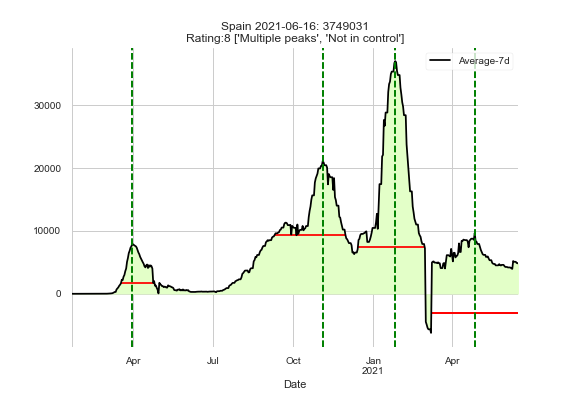 Spain 2021-06-16: 3749031
Rating:8 ['Multiple peaks', 'Not in control']
Average-7d
30000
20000
10000
0
Apr
Jul
Oct
Jan
2021
Apr
Date